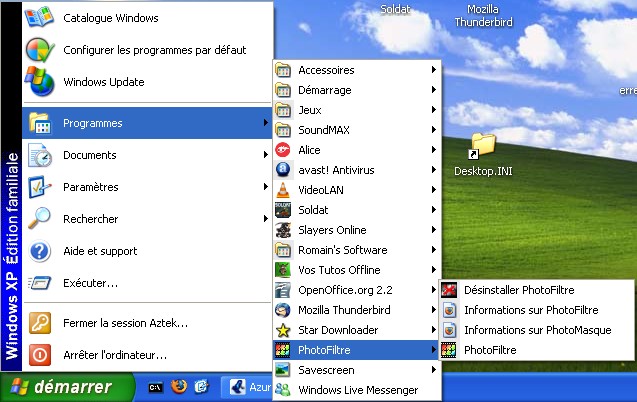 Windows XP Édition familiale
Catalogue Windows
Configurer les programmes par défaut
Windows Update
Programmes
Documents
Paramètres
Rechercher
Aide et support
Exécuter...
Fermer la session Aztek...
Arrêter l'ordinateur...
démarrer
Azur
Accessoires
Démarrage
Jeux
SoundMAX
Alice
avast! Antivirus
VideoLAN
Soldat
Slayers Online
Romain's Software
Vos Tutos Offline
OpenOffice.org 2.2
Mozilla Thunderbird
Star Downloader
PhotoFiltre
Savescreen
Windows Live Messenger
Désinstaller PhotoFiltre
Informations sur PhotoFiltre
Informations sur PhotoMasque
PhotoFiltre
Soldat
Mozilla
Thunderbird
erre
Desktop.INI